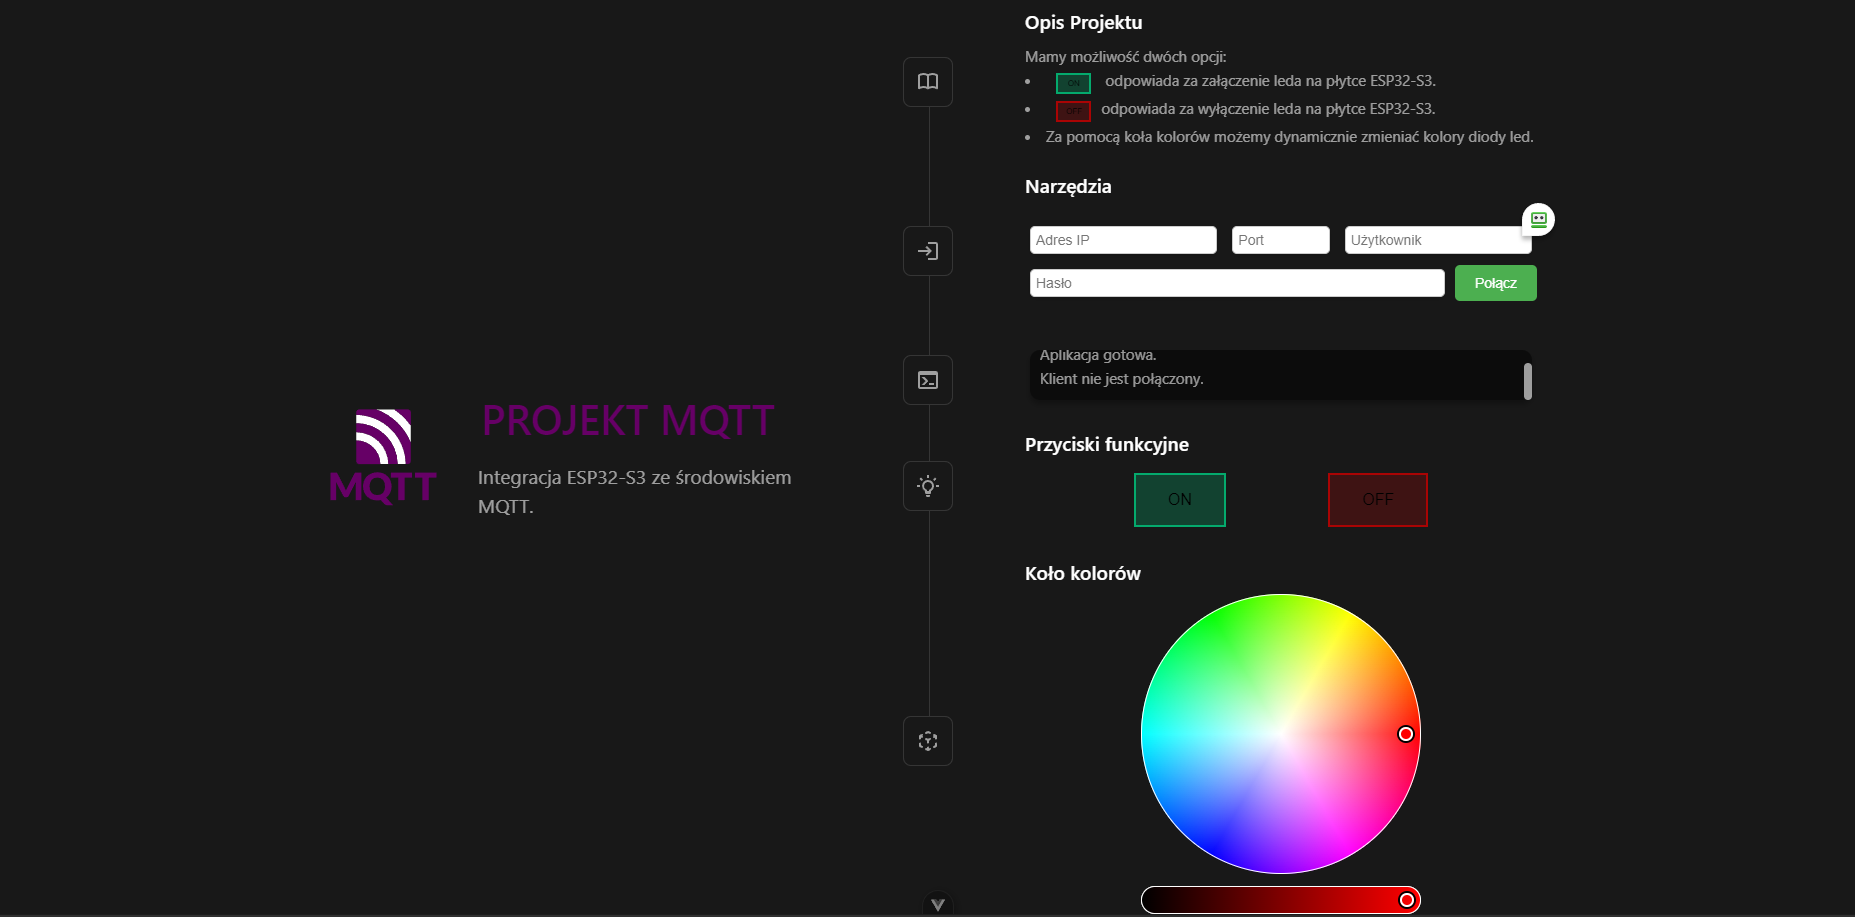 MQTT
PROJEKT MQTT
Integracja ESP32-S3 ze środowiskiem
MQTT.
Opis Projektu
Mamy możliwość dwóch opcji:
• ON odpowiada za załączenie leda na płytce ESP32-S3.
• OFF odpowiada za wyłączenie leda na płytce ESP32-S3.
• Za pomocą koła kolorów możemy dynamicznie zmieniać kolory diody led.
Narzędzia
Adres IP Port Użytkownik
Hasło Połącz
Aplikacja gotowa.
Klient nie jest połączony.
Przyciski funkcyjne
ON OFF
Koło kolorów